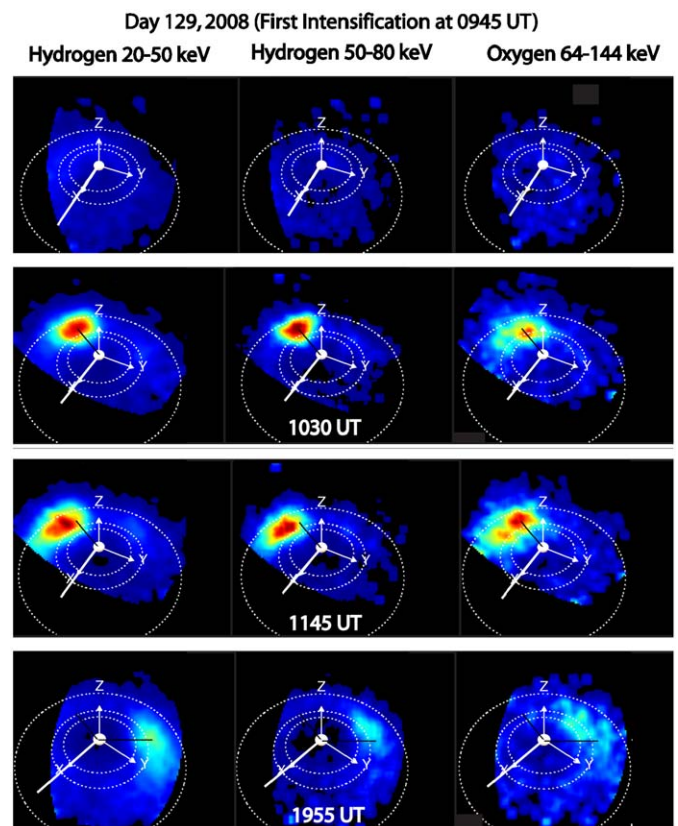 Day 129, 2008 (First Intensification at 0945 UT)
Hydrogen 20-50 keV Hydrogen 50-80 keV Oxygen 64-144 keV
Z Z Z
Y Y Y
X X X
Z Z Z
Y Y Y
X X X
1030 UT
Z Z Z
Y Y Y
X X X
1145 UT
Z Z Z
Y Y Y
X X X
1955 UT